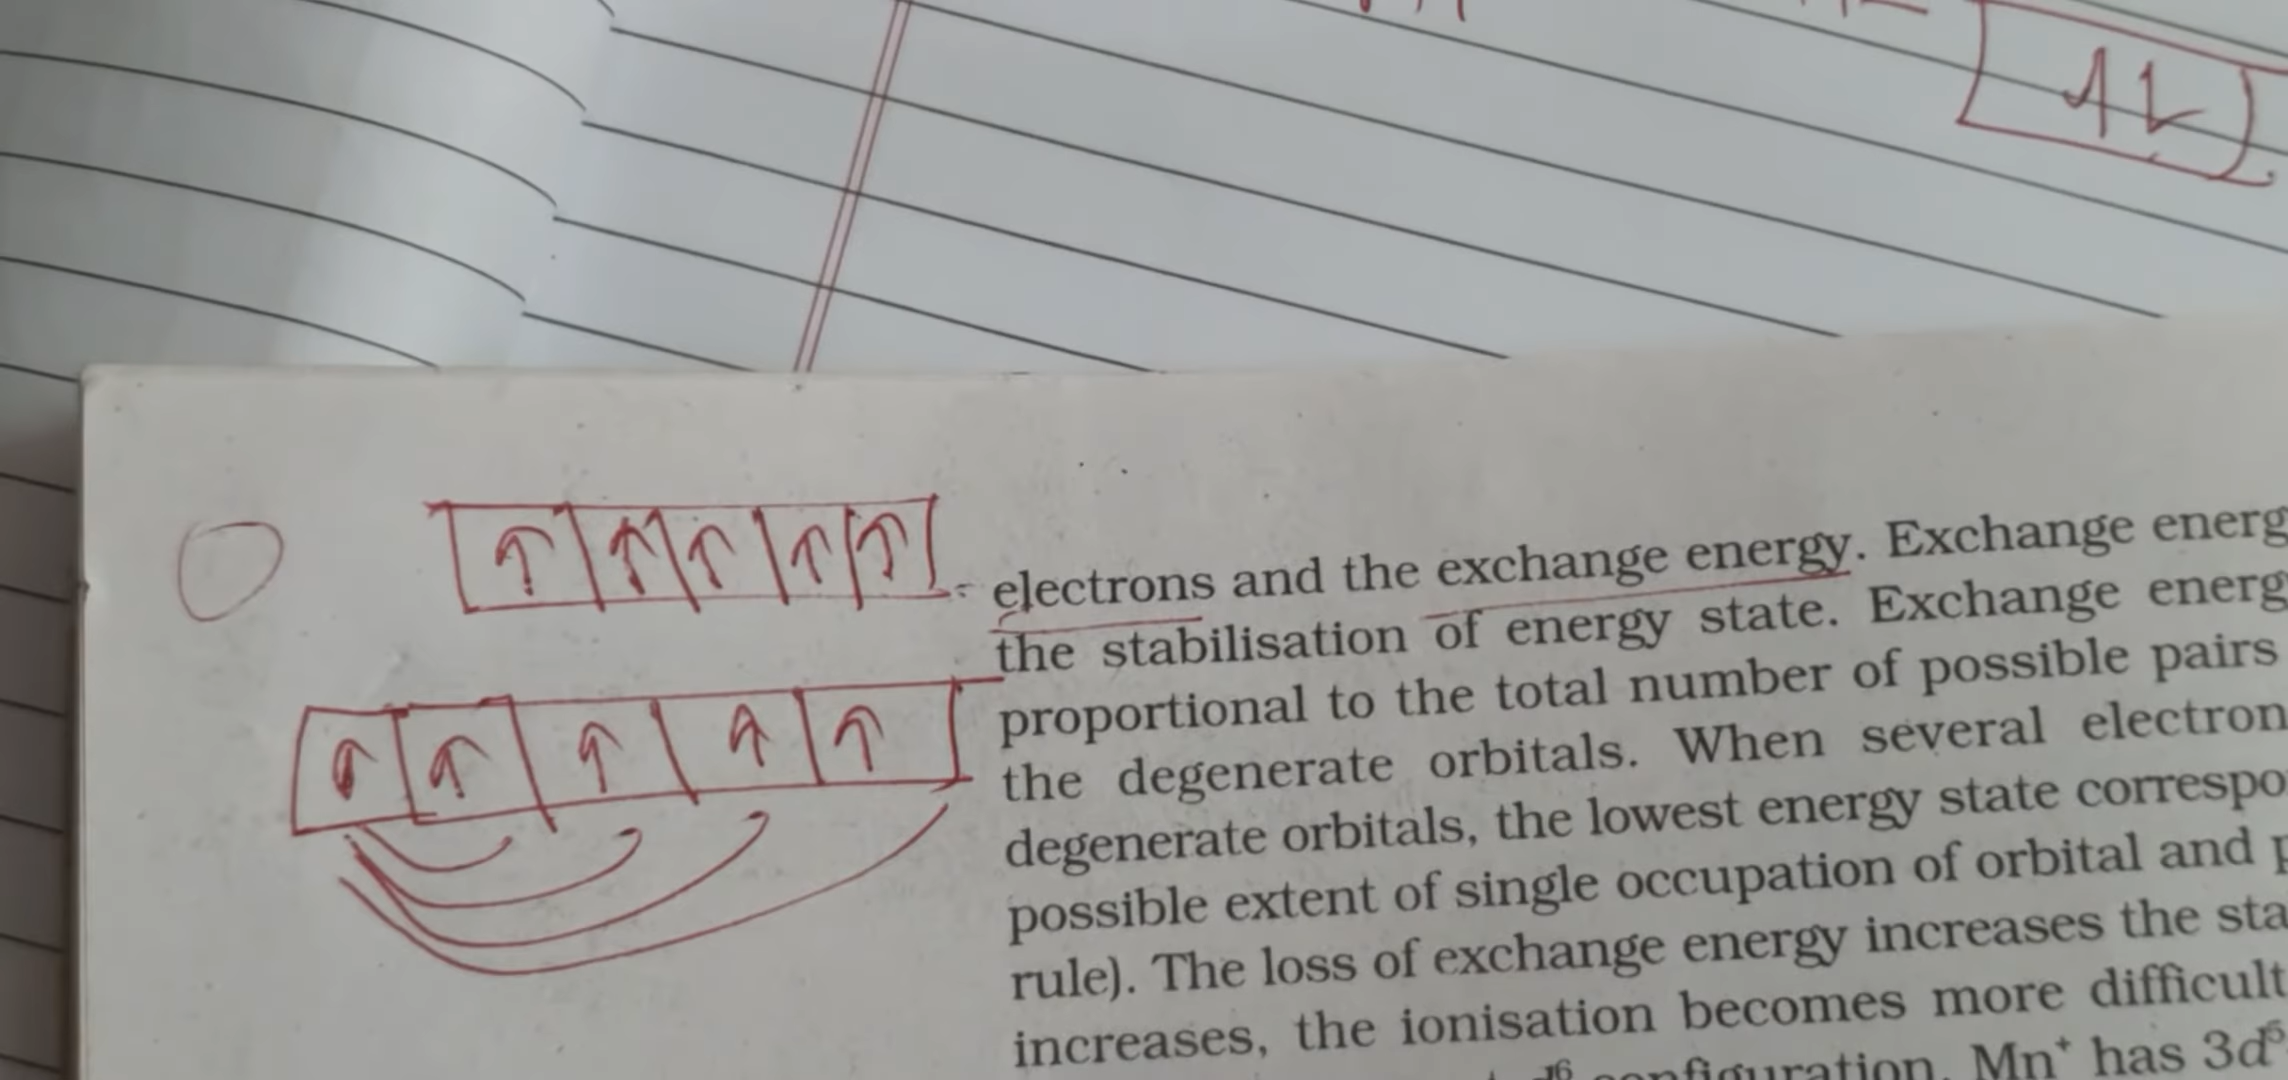 electrons and the exchange energy. Exchange energ
the stabilisation of energy state. Exchange energ
proportional to the total number of possible pairs
the degenerate orbitals. When several electron
degenerate orbitals, the lowest energy state correspo
possible extent of single occupation of orbital and p
rule). The loss of exchange energy increases the sta
increases, the ionisation becomes more difficult
configuration. Mn⁺ has 3d⁵